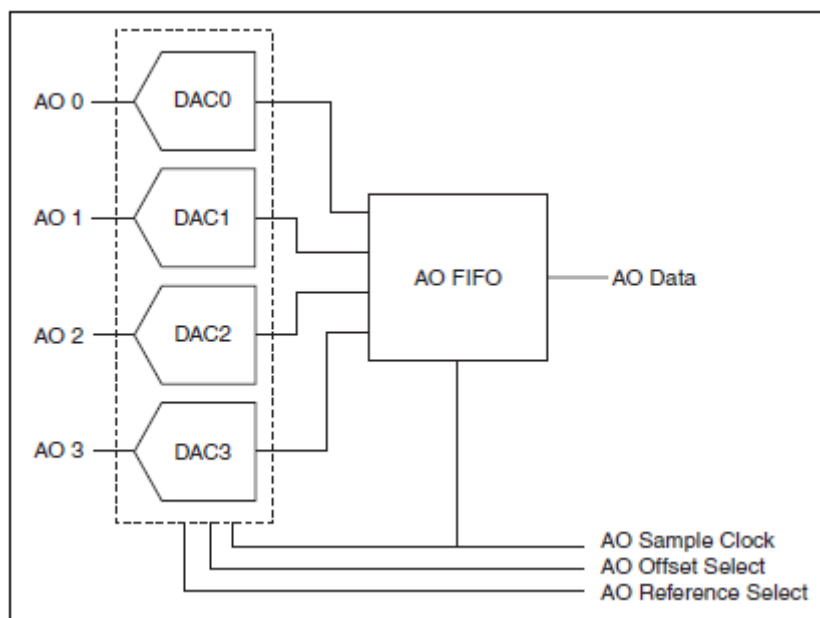 AO 0
DAC0
AO 1
DAC1
AO FIFO
AO Data
AO 2
DAC2
AO 3
DAC3
AO Sample Clock
AO Offset Select
AO Reference Select